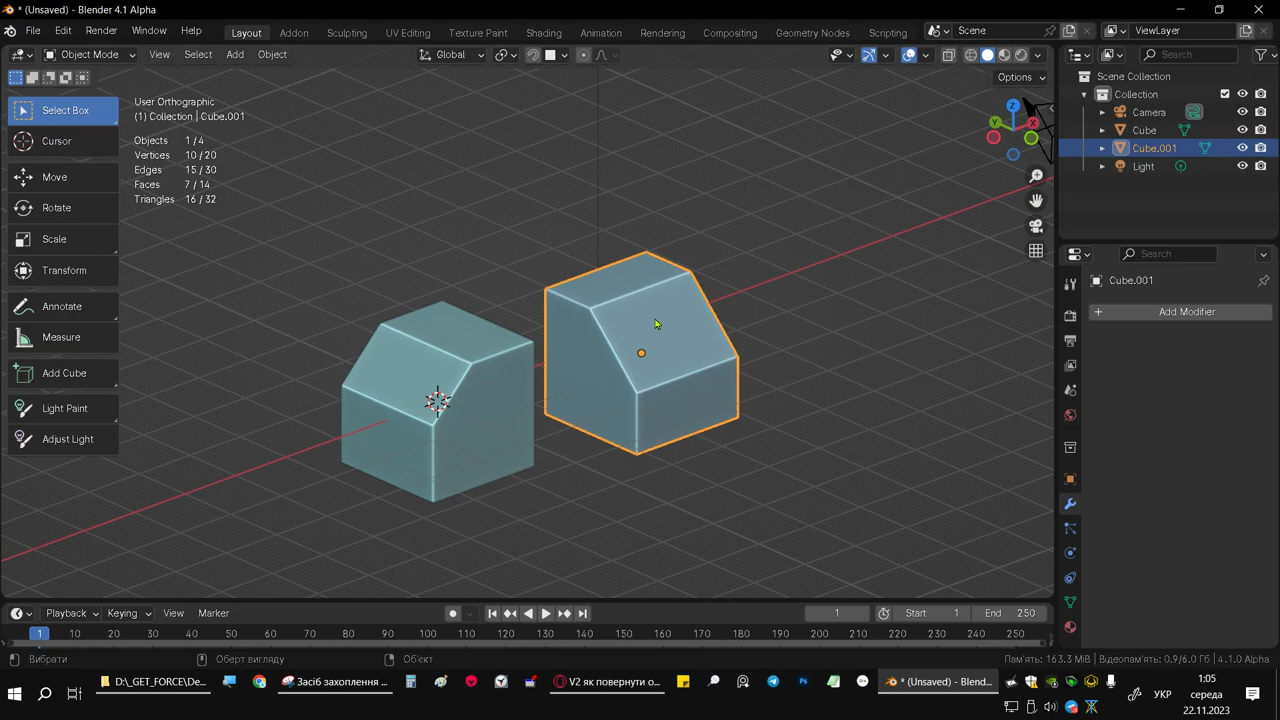 * (Unsaved) - Blender 4.1 Alpha
File Edit Render Window Help Layout Addon Sculpting UV Editing Texture Paint Shading Animation Rendering Compositing Geometry Nodes Scripting Scene ViewLayer
Object Mode View Select Add Object Global Search
Options
Select Box
Cursor
Move
Rotate
Scale
Transform
Annotate
Measure
Add Cube
Light Paint
Adjust Light
User Orthographic
(1) Collection | Cube.001
Objects 1/4
Vertices 10/20
Edges 15/30
Faces 7/14
Triangles 16/32
Z
Y
X
Scene Collection
Collection
Camera
Cube
Cube.001
Light
Search
Cube.001
+ Add Modifier
Playback Keying View Marker 1 Start 1 End 250
1 10 20 30 40 50 60 70 80 90 100 110 120 130 140 150 160 170 180 190 200 210 220 230 240 250
Вибрати Оберт вигляду Об'єкт Пам'ять: 163.3 MiB | Відеопам'ять: 0.9/6.0 Гб | 4.1.0 Alpha
D:\_GET_FORCE\De... Засіб захоплення ... V2 як повернути о... Ps * (Unsaved) - Blend... УКР
1:05
середа
22.11.2023